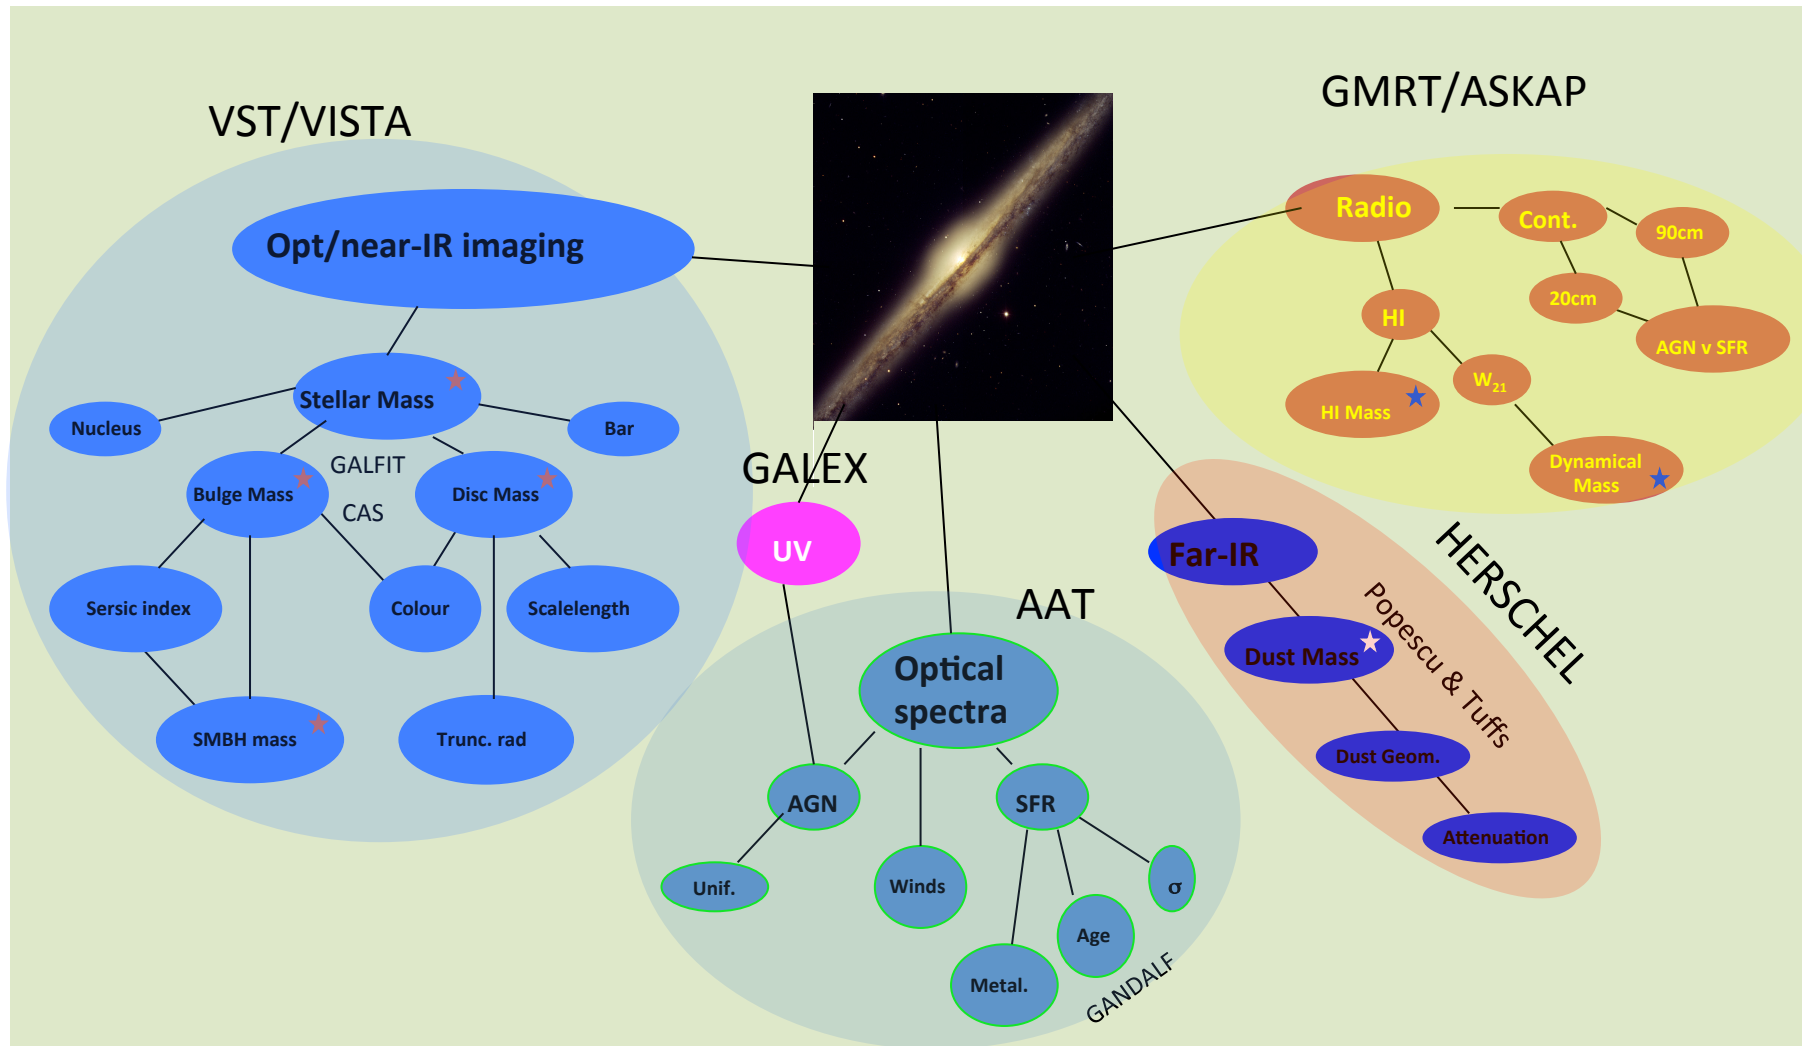 VST/VISTA
Opt/near-IR imaging
Stellar Mass
Nucleus
Bar
GALFIT
CAS
Bulge Mass
Disc Mass
Sersic index
Colour
Scalelength
SMBH mass
Trunc. rad
GALEX
UV
AAT
Optical
spectra
AGN
SFR
Unif.
Winds
σ
Age
Metal.
GANDALF
GMRT/ASKAP
Radio
Cont.
90cm
20cm
HI
AGN v SFR
W21
HI Mass
Dynamical
Mass
HERSCHEL
Popescu & Tuffs
Far-IR
Dust Mass
Dust Geom.
Attenuation